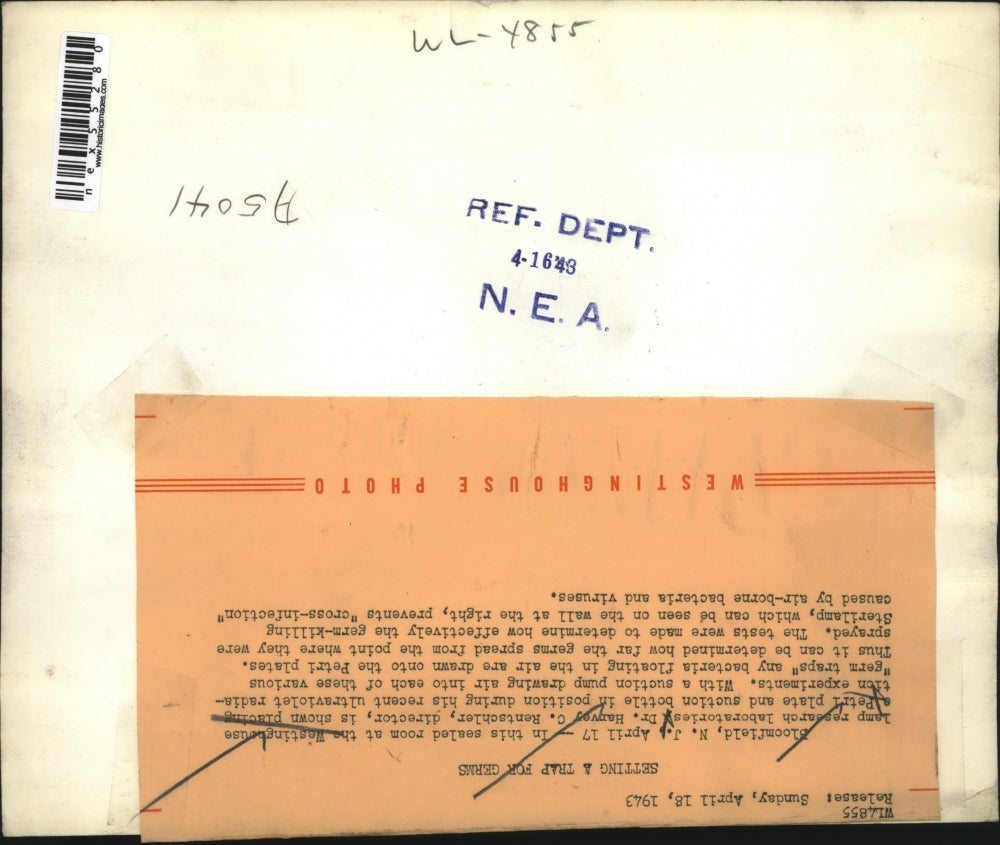 WL-4855
nex55280
www.historicimages.com
A5041
REF. DEPT.
4-16'43
N. E. A.
WL4855
Release: Sunday, April 18, 1943
SETTING A TRAP FOR GERMS
Bloomfield, N. J., April 17 — In this sealed room at the Westinghouse
lamp research laboratories, Dr. Harvey C. Rentschler, director, is shown placing
a Petri plate and suction bottle in position during his recent ultraviolet radia-
tion experiments. With a suction pump drawing air into each of these various
"germ traps" any bacteria floating in the air are drawn onto the Petri plates.
Thus it can be determined how far the germs spread from the point where they were
sprayed. The tests were made to determine how effectively the germ-killing
Sterilamp, which can be seen on the wall at the right, prevents "cross-infection"
caused by air-borne bacteria and viruses.
WESTINGHOUSE PHOTO